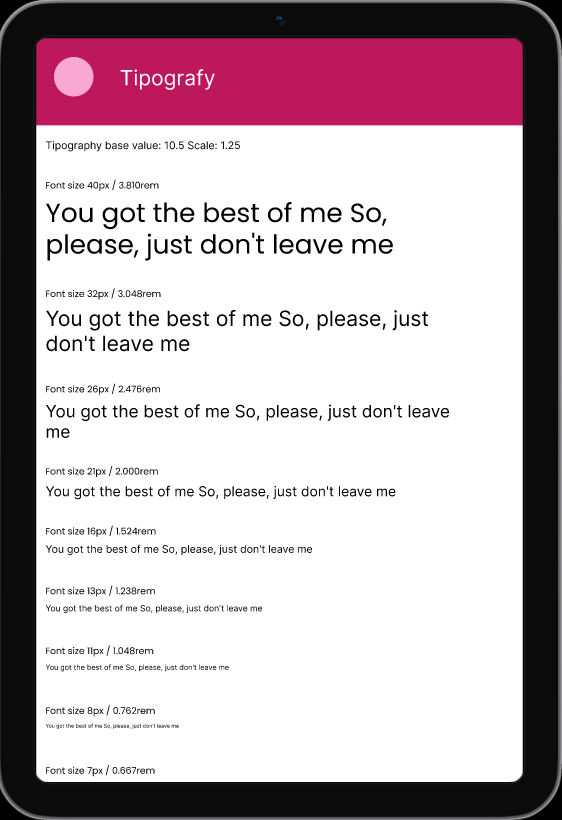 Tipografy
Tipography base value: 10.5 Scale: 1.25
Font size 40px / 3.810rem
You got the best of me So,
please, just don't leave me
Font size 32px / 3.048rem
You got the best of me So, please, just
don't leave me
Font size 26px / 2.476rem
You got the best of me So, please, just don't leave
me
Font size 21px / 2.000rem
You got the best of me So, please, just don't leave me
Font size 16px / 1.524rem
You got the best of me So, please, just don't leave me
Font size 13px / 1.238rem
You got the best of me So, please, just don't leave me
Font size 11px / 1.048rem
You got the best of me So, please, just don't leave me
Font size 8px / 0.762rem
You got the best of me So, please, just don't leave me
Font size 7px / 0.667rem